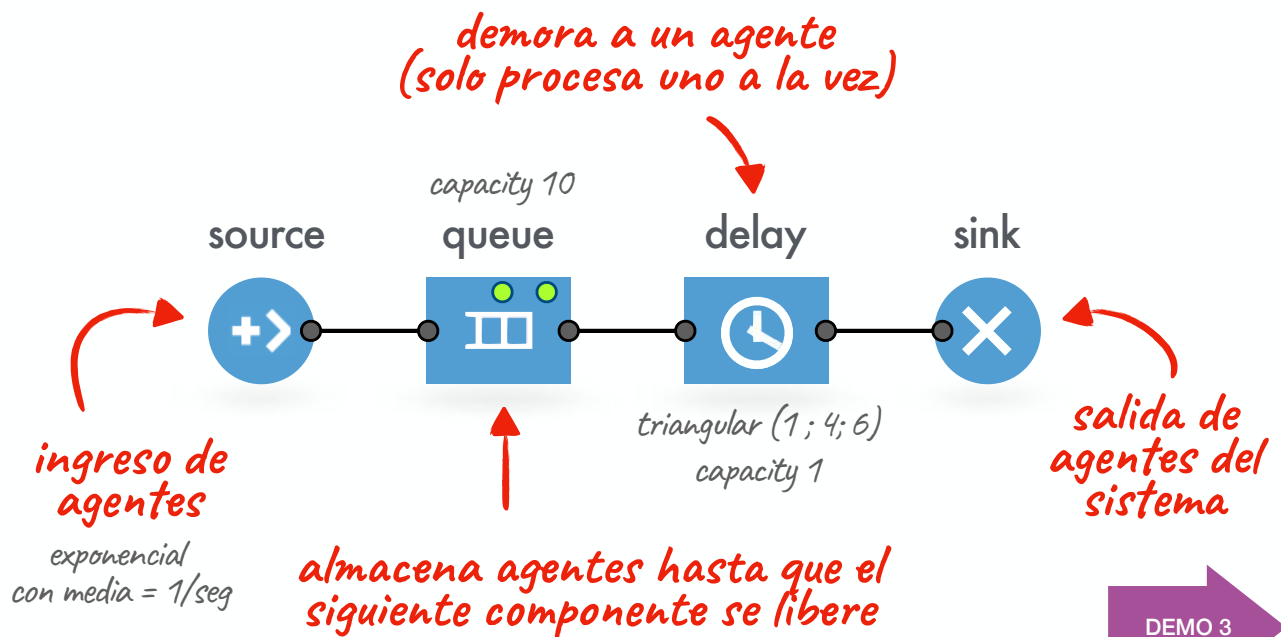 demora a un agente
(solo procesa uno a la vez)
capacity 10
source
queue
delay
sink
triangular (1 ; 4; 6)
capacity 1
ingreso de
agentes
exponencial
con media = 1/seg
almacena agentes hasta que el
siguiente componente se libere
salida de
agentes del
sistema
DEMO 3